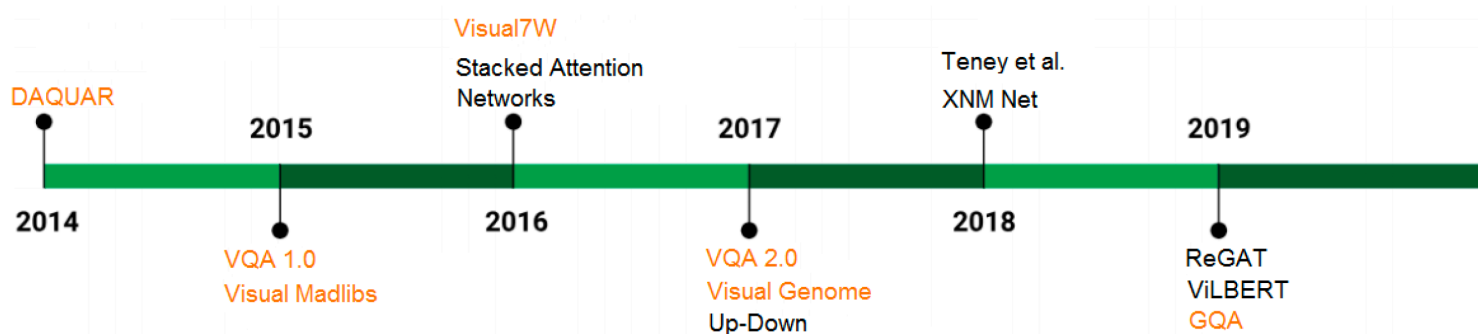 Visual7W
Stacked Attention
Networks
Teney et al.
XNM Net
DAQUAR
2015
2017
2019
2014
2016
2018
VQA 1.0
Visual Madlibs
VQA 2.0
Visual Genome
Up-Down
ReGAT
ViLBERT
GQA